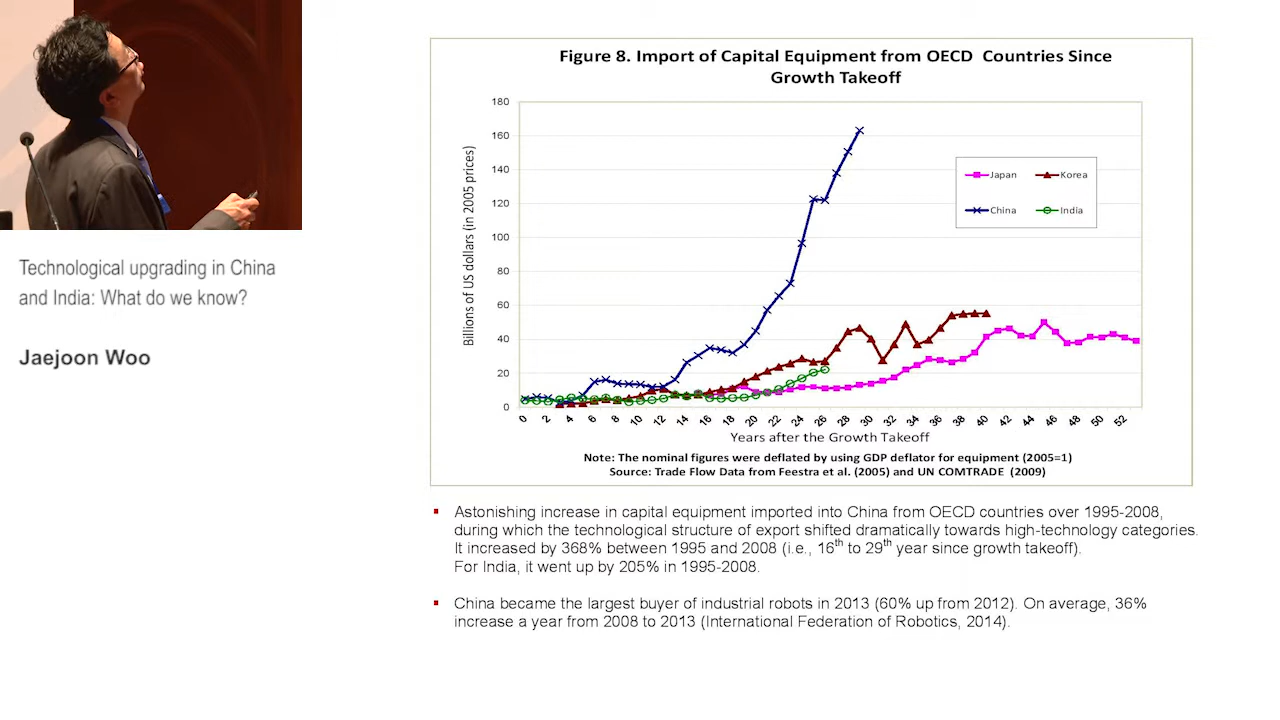 Technological upgrading in China
and India: What do we know?
Jaejoon Woo
Figure 8. Import of Capital Equipment from OECD Countries Since
Growth Takeoff
Billions of US dollars (in 2005 prices)
180
160
140
120
100
80
60
40
20
0
Japan Korea
China India
0 2 4 6 8 10 12 14 16 18 20 22 24 26 28 30 32 34 36 38 40 42 44 46 48 50 52
Years after the Growth Takeoff
Note: The nominal figures were deflated by using GDP deflator for equipment (2005=1)
Source: Trade Flow Data from Feestra et al. (2005) and UN COMTRADE (2009)
▪ Astonishing increase in capital equipment imported into China from OECD countries over 1995-2008,
during which the technological structure of export shifted dramatically towards high-technology categories.
It increased by 368% between 1995 and 2008 (i.e., 16th to 29th year since growth takeoff).
For India, it went up by 205% in 1995-2008.
▪ China became the largest buyer of industrial robots in 2013 (60% up from 2012). On average, 36%
increase a year from 2008 to 2013 (International Federation of Robotics, 2014).